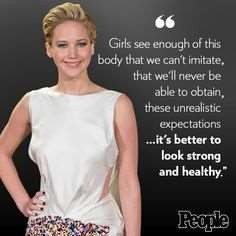 “
Girls see enough of this
body that we can't imitate,
that we'll never be
able to obtain,
these unrealistic
expectations
...it's better to
look strong
and healthy."
People